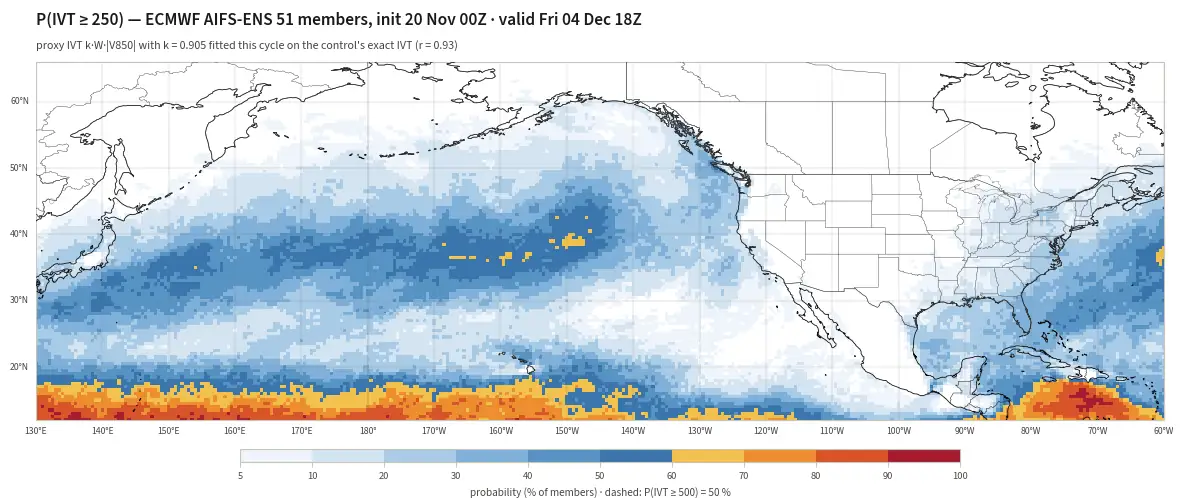 P(IVT ≥ 250) — ECMWF AIFS-ENS 51 members, init 20 Nov 00Z · valid Fri 04 Dec 18Z
proxy IVT k·W·|V850| with k = 0.905 fitted this cycle on the control's exact IVT (r = 0.93)
60°N
50°N
40°N
30°N
20°N
130°E 140°E 150°E 160°E 170°E 180° 170°W 160°W 150°W 140°W 130°W 120°W 110°W 100°W 90°W 80°W 70°W 60°W
5 10 20 30 40 50 60 70 80 90 100
probability (% of members) · dashed: P(IVT ≥ 500) = 50 %